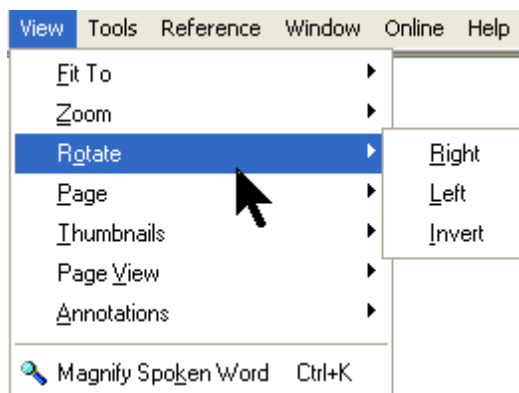 View Tools Reference Window Online Help
Fit To
Zoom
Rotate
Right
Page
Left
Thumbnails
Invert
Page View
Annotations
Magnify Spoken Word Ctrl+K